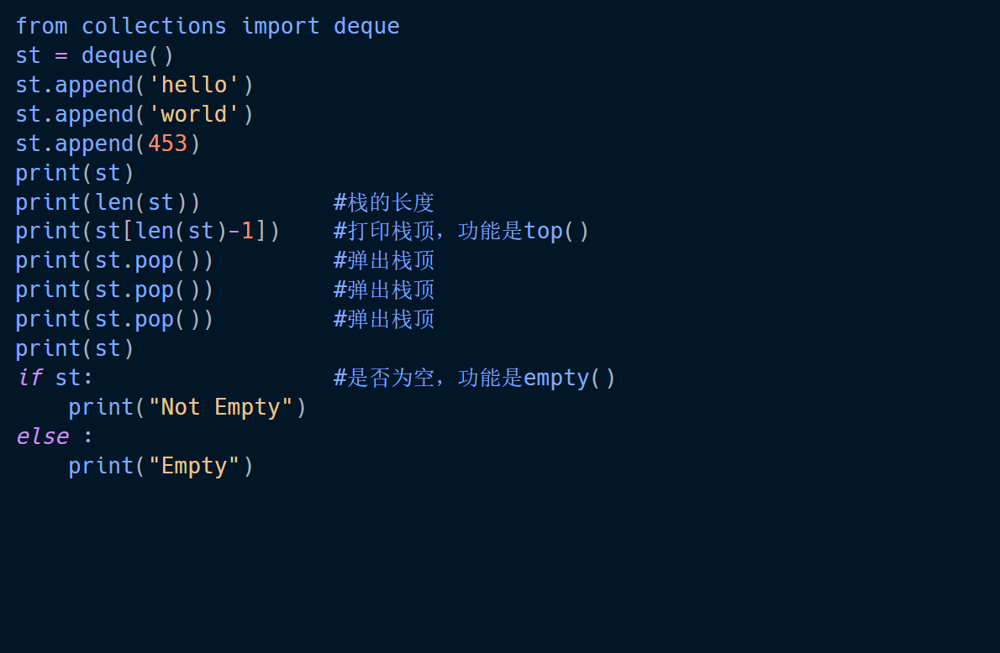 from collections import deque
st = deque()
st.append('hello')
st.append('world')
st.append(453)
print(st)
print(len(st))          #栈的长度
print(st[len(st)-1])    #打印栈顶，功能是top()
print(st.pop())         #弹出栈顶
print(st.pop())         #弹出栈顶
print(st.pop())         #弹出栈顶
print(st)
if st:                  #是否为空，功能是empty()
    print("Not Empty")
else :
    print("Empty")